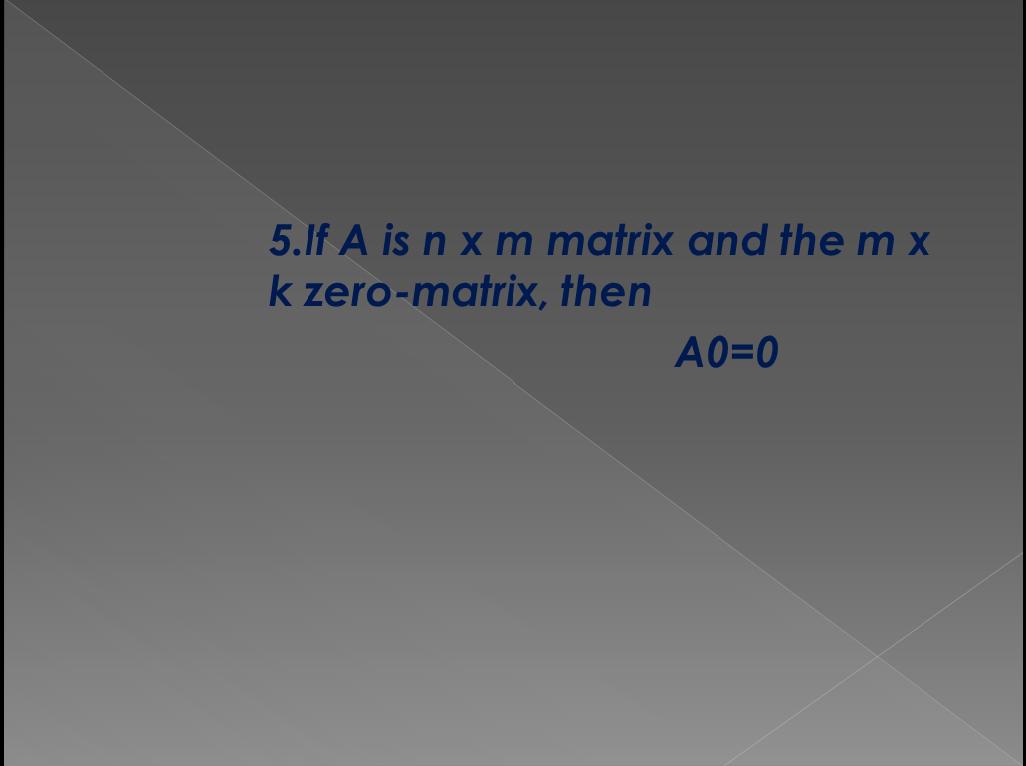 5.If A is n x m matrix and the m x
k zero-matrix, then
A0=0